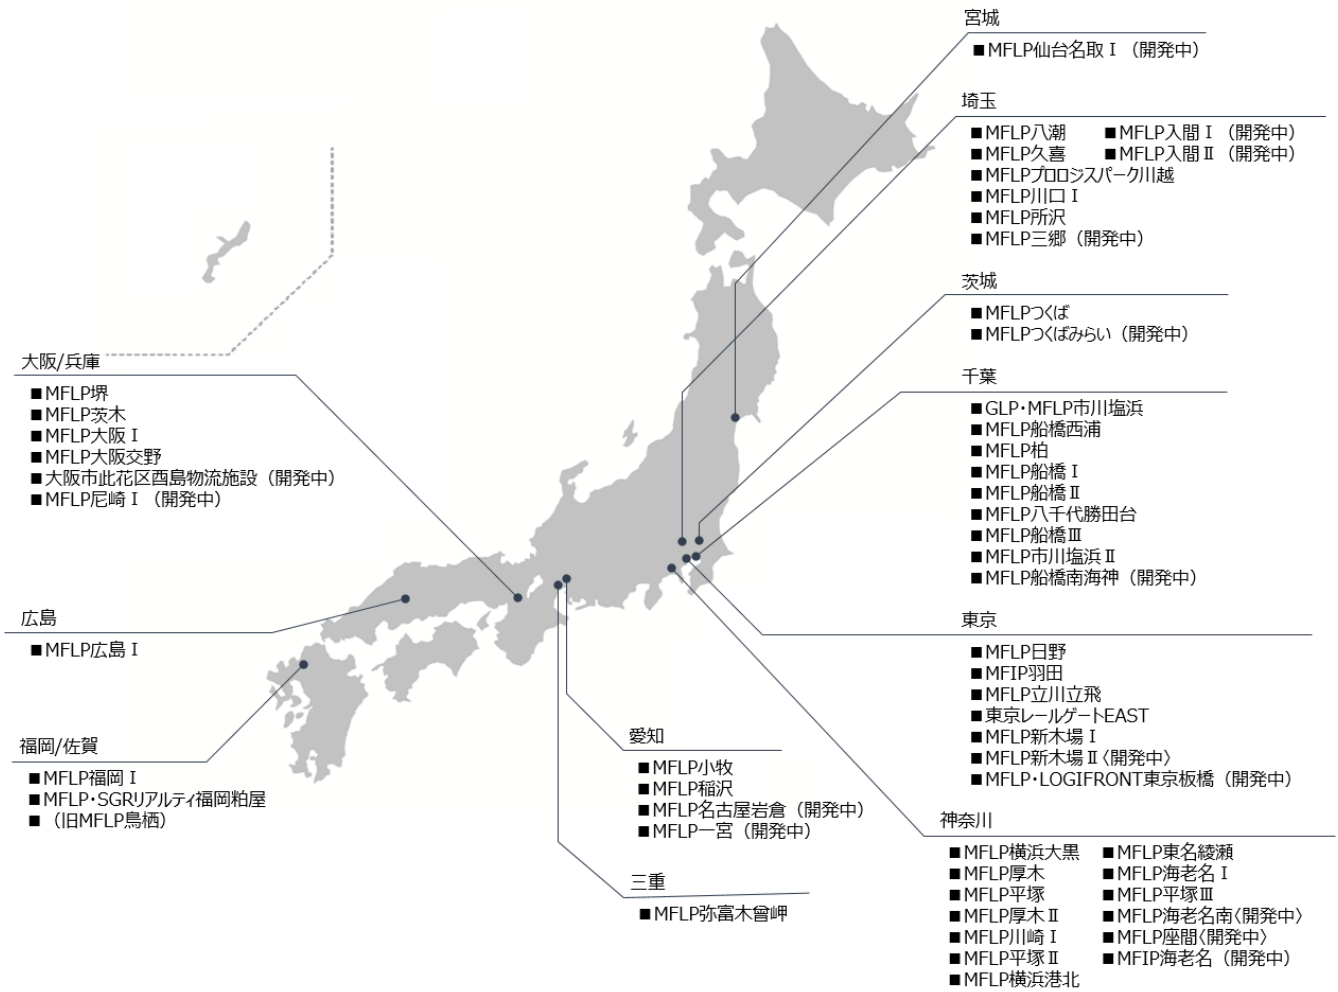 宮城
■MFLP仙台名取Ⅰ（開発中）
埼玉
■MFLP八潮 ■MFLP入間Ⅰ（開発中）
■MFLP久喜 ■MFLP入間Ⅱ（開発中）
■MFLPプロロジスパーク川越
■MFLP川口Ⅰ
■MFLP所沢
■MFLP三郷（開発中）
茨城
■MFLPつくば
■MFLPつくばみらい（開発中）
千葉
■GLP・MFLP市川塩浜
■MFLP船橋西浦
■MFLP柏
■MFLP船橋Ⅰ
■MFLP船橋Ⅱ
■MFLP八千代勝田台
■MFLP船橋Ⅲ
■MFLP市川塩浜Ⅱ
■MFLP船橋南海神（開発中）
東京
■MFLP日野
■MFIP羽田
■MFLP立川立飛
■東京レールゲートEAST
■MFLP新木場Ⅰ
■MFLP新木場Ⅱ〈開発中〉
■MFLP・LOGIFRONT東京板橋（開発中）
神奈川
■MFLP横浜大黒 ■MFLP東名綾瀬
■MFLP厚木 ■MFLP海老名Ⅰ
■MFLP平塚 ■MFLP平塚Ⅲ
■MFLP厚木Ⅱ ■MFLP海老名南〈開発中〉
■MFLP川崎Ⅰ ■MFLP座間〈開発中〉
■MFLP平塚Ⅱ ■MFIP海老名（開発中）
■MFLP横浜港北
大阪/兵庫
■MFLP堺
■MFLP茨木
■MFLP大阪Ⅰ
■MFLP大阪交野
■大阪市此花区酉島物流施設（開発中）
■MFLP尼崎Ⅰ（開発中）
広島
■MFLP広島Ⅰ
福岡/佐賀
■MFLP福岡Ⅰ
■MFLP・SGRリアルティ福岡粕屋
■（旧MFLP鳥栖）
愛知
■MFLP小牧
■MFLP稲沢
■MFLP名古屋岩倉（開発中）
■MFLP一宮（開発中）
三重
■MFLP弥富木曾岬